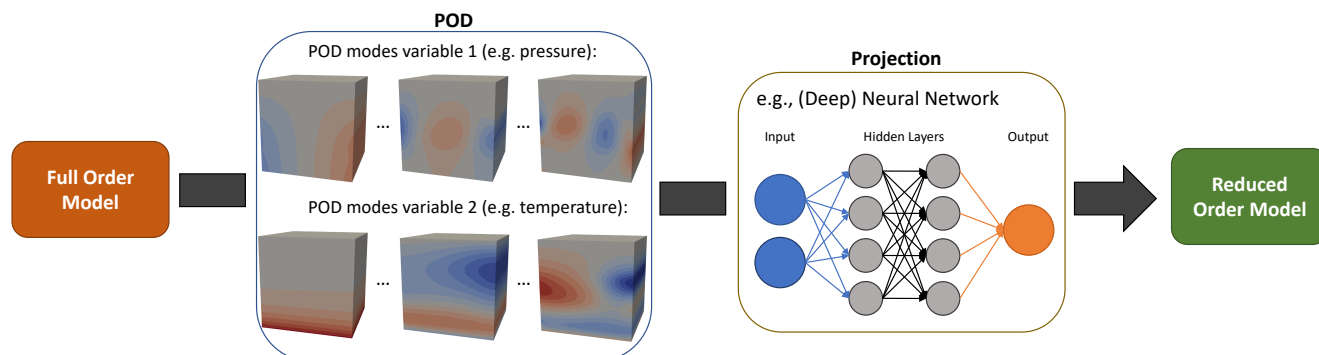 Full Order
Model
POD
POD modes variable 1 (e.g. pressure):
... ...
POD modes variable 2 (e.g. temperature):
... ...
Projection
e.g., (Deep) Neural Network
Input Hidden Layers Output
Reduced
Order Model